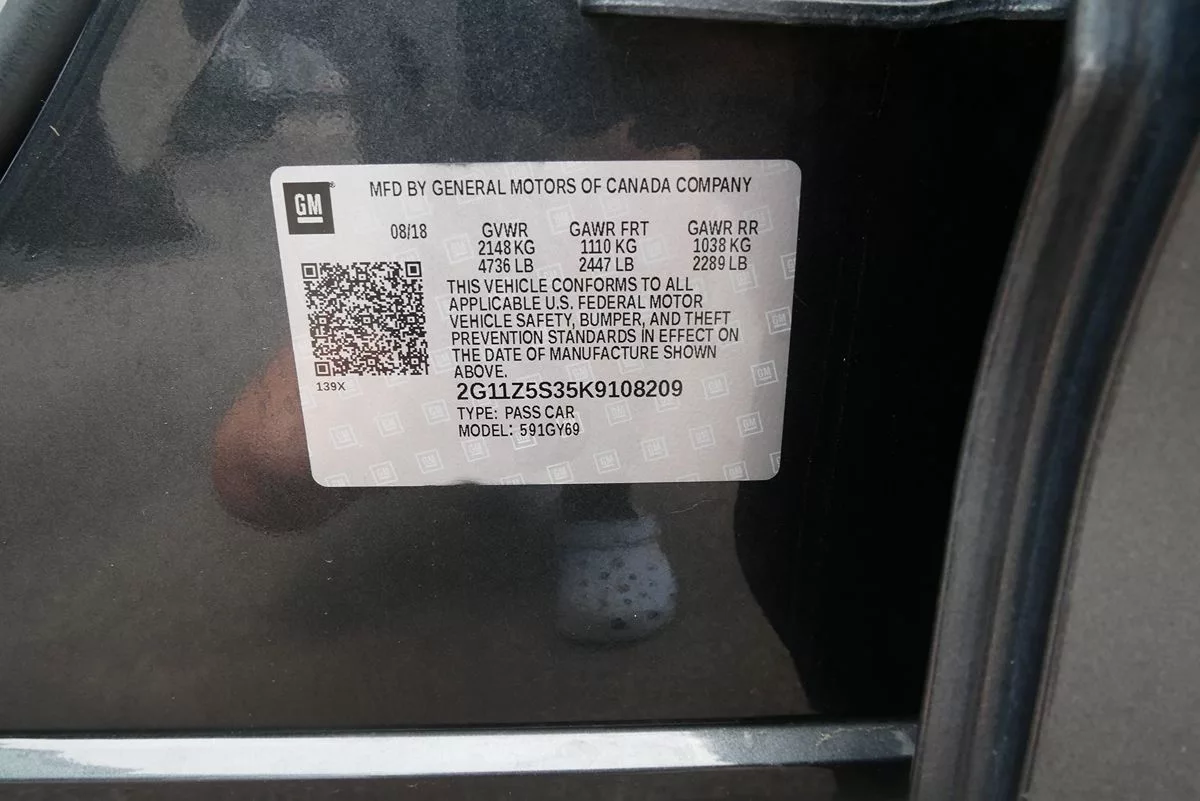 GM
MFD BY GENERAL MOTORS OF CANADA COMPANY
08/18 GVWR GAWR FRT GAWR RR
2148 KG 1110 KG 1038 KG
4736 LB 2447 LB 2289 LB
THIS VEHICLE CONFORMS TO ALL
APPLICABLE U.S. FEDERAL MOTOR
VEHICLE SAFETY, BUMPER, AND THEFT
PREVENTION STANDARDS IN EFFECT ON
THE DATE OF MANUFACTURE SHOWN
ABOVE.
139X
2G11Z5S35K9108209
TYPE: PASS CAR
MODEL: 591GY69